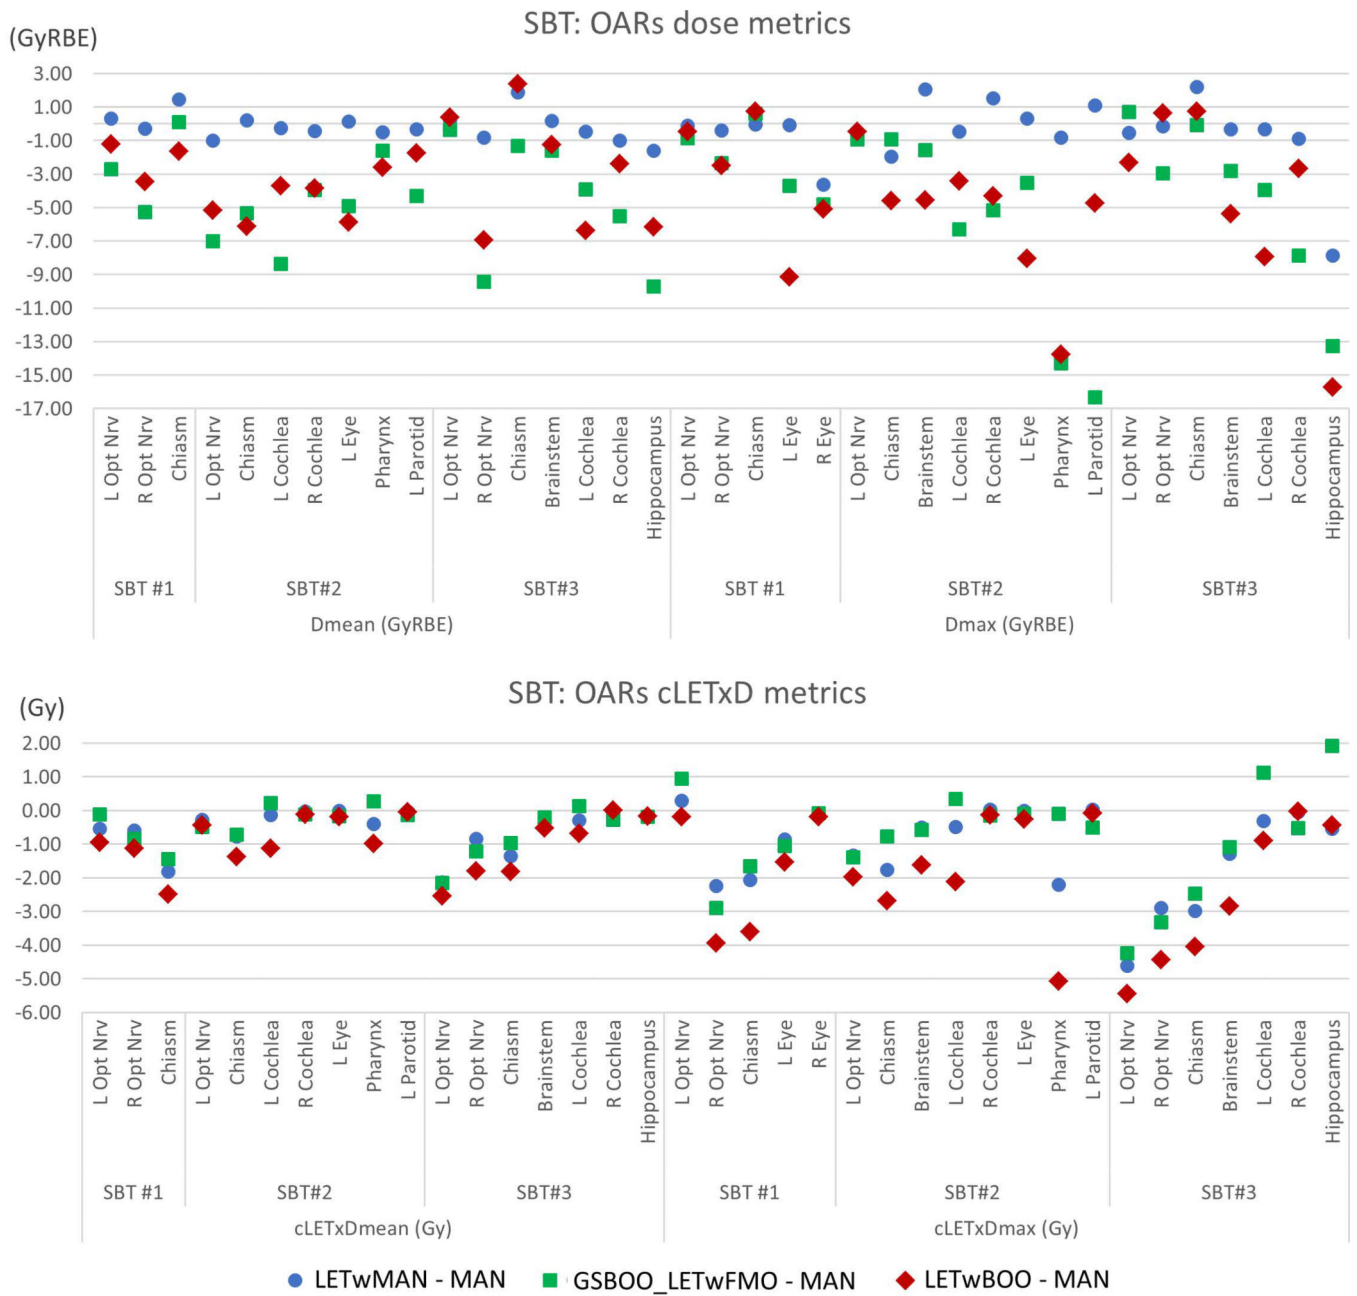 SBT: OARs dose metrics
(GyRBE)
3.00
1.00
-1.00
-3.00
-5.00
-7.00
-9.00
-11.00
-13.00
-15.00
-17.00
L Opt Nrv
R Opt Nrv
Chiasm
L Opt Nrv
Chiasm
L Cochlea
R Cochlea
L Eye
Pharynx
L Parotid
L Opt Nrv
R Opt Nrv
Chiasm
Brainstem
L Cochlea
R Cochlea
Hippocampus
L Opt Nrv
R Opt Nrv
Chiasm
L Eye
R Eye
L Opt Nrv
Chiasm
Brainstem
L Cochlea
R Cochlea
L Eye
Pharynx
L Parotid
L Opt Nrv
R Opt Nrv
Chiasm
Brainstem
L Cochlea
R Cochlea
Hippocampus
SBT #1 SBT#2 SBT#3 SBT #1 SBT#2 SBT#3
Dmean (GyRBE) Dmax (GyRBE)
SBT: OARs cLETxD metrics
(Gy)
2.00
1.00
0.00
-1.00
-2.00
-3.00
-4.00
-5.00
-6.00
L Opt Nrv
R Opt Nrv
Chiasm
L Opt Nrv
Chiasm
L Cochlea
R Cochlea
L Eye
Pharynx
L Parotid
L Opt Nrv
R Opt Nrv
Chiasm
Brainstem
L Cochlea
R Cochlea
Hippocampus
L Opt Nrv
R Opt Nrv
Chiasm
L Eye
R Eye
L Opt Nrv
Chiasm
Brainstem
L Cochlea
R Cochlea
L Eye
Pharynx
L Parotid
L Opt Nrv
R Opt Nrv
Chiasm
Brainstem
L Cochlea
R Cochlea
Hippocampus
SBT #1 SBT#2 SBT#3 SBT #1 SBT#2 SBT#3
cLETxDmean (Gy) cLETxDmax (Gy)
LETwMAN - MAN GSBOO_LETwFMO - MAN LETwBOO - MAN